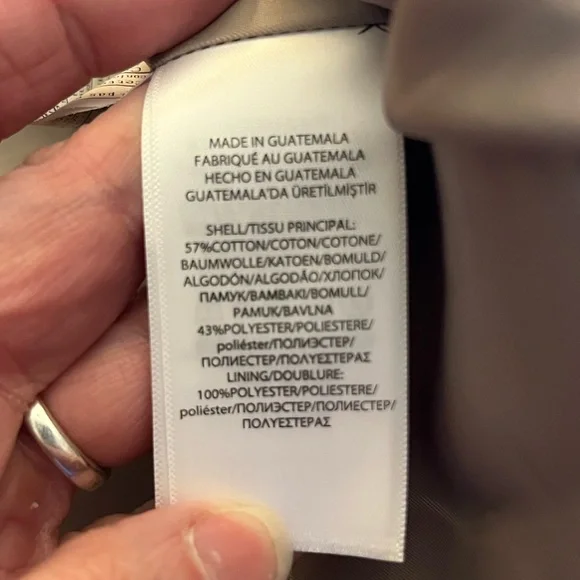 MADE IN GUATEMALA
FABRIQUÉ AU GUATEMALA
HECHO EN GUATEMALA
GUATEMALA'DA ÜRETİLMİŞTİR
SHELL/TISSU PRINCIPAL:
57%COTTON/COTON/COTONE/
BAUMWOLLE/KATOEN/BOMULD/
ALGODÓN/ALGODÃO/ХЛОПОК/
ПАМУК/ΒΑΜΒΑΚΙ/BOMULL/
PAMUK/BAVLNA
43%POLYESTER/POLIESTERE/
poliéster/ПОЛИЭСТЕР/
ПОЛИЕСТЕР/ΠΟΛΥΕΣΤΕΡΑΣ
LINING/DOUBLURE:
100%POLYESTER/POLIESTERE/
poliéster/ПОЛИЭСТЕР/ПОЛИЕСТЕР/
ΠΟΛΥΕΣΤΕΡΑΣ